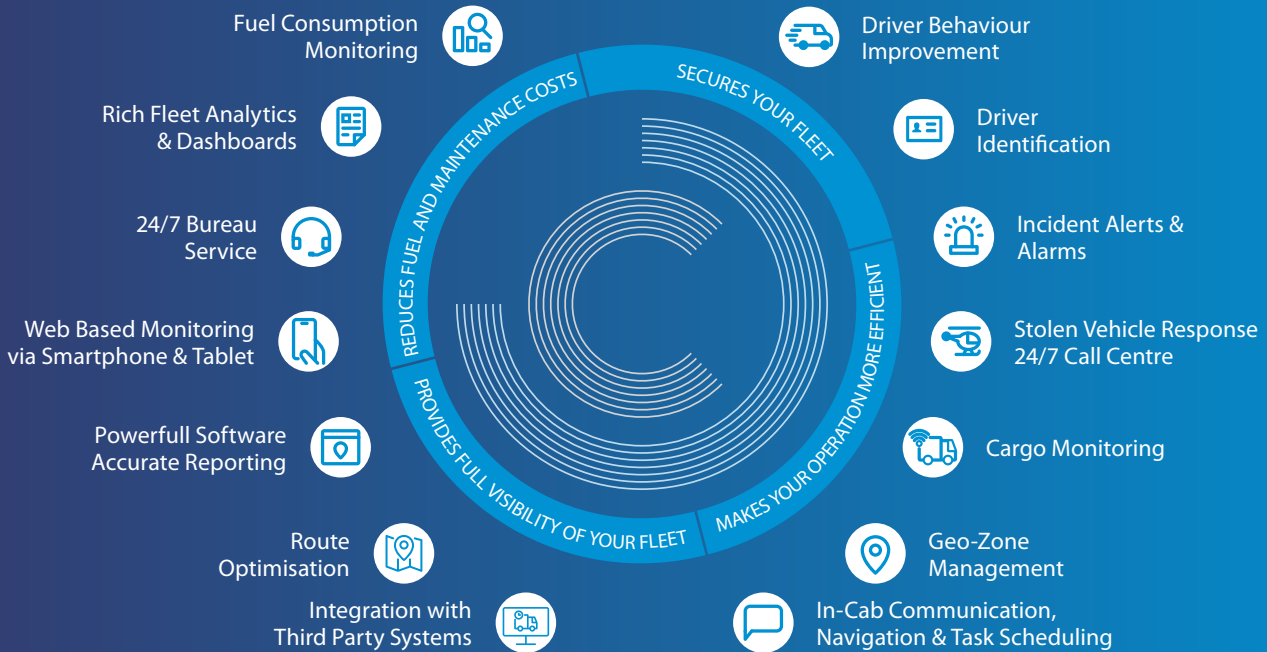 Fuel Consumption
Monitoring
Rich Fleet Analytics
& Dashboards
24/7 Bureau
Service
Web Based Monitoring
via Smartphone & Tablet
Powerfull Software
Accurate Reporting
Route
Optimisation
Integration with
Third Party Systems
REDUCES FUEL AND MAINTENANCE COSTS
SECURES YOUR FLEET
MAKES YOUR OPERATION MORE EFFICIENT
PROVIDES FULL VISIBILITY OF YOUR FLEET
Driver Behaviour
Improvement
Driver
Identification
Incident Alerts &
Alarms
Stolen Vehicle Response
24/7 Call Centre
Cargo Monitoring
Geo-Zone
Management
In-Cab Communication,
Navigation & Task Scheduling